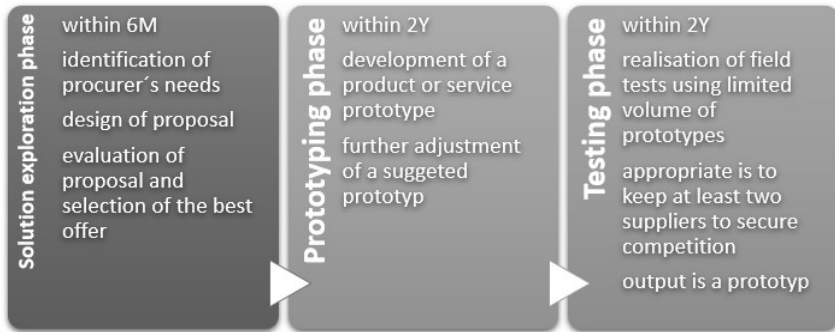 Solution exploration phase
within 6M
identification of
procurer´s needs
design of proposal
evaluation of
proposal and
selection of the best
offer
Prototyping phase
within 2Y
development of a
product or service
prototype
further adjustment
of a suggeted
prototyp
Testing phase
within 2Y
realisation of field
tests using limited
volume of
prototypes
appropriate is to
keep at least two
suppliers to secure
competition
output is a prototyp